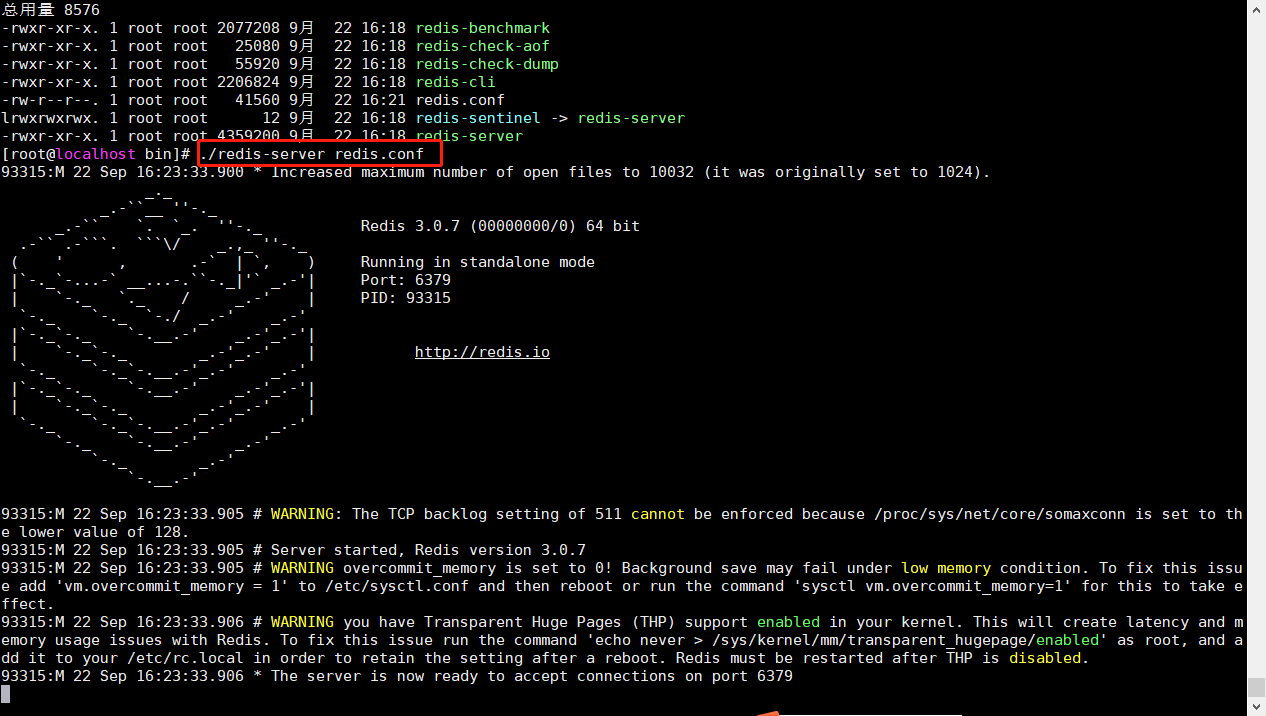 总用量 8576
-rwxr-xr-x. 1 root root 2077208 9月  22 16:18 redis-benchmark
-rwxr-xr-x. 1 root root   25080 9月  22 16:18 redis-check-aof
-rwxr-xr-x. 1 root root   55920 9月  22 16:18 redis-check-dump
-rwxr-xr-x. 1 root root 2206824 9月  22 16:18 redis-cli
-rw-r--r--. 1 root root   41560 9月  22 16:21 redis.conf
lrwxrwxrwx. 1 root root      12 9月  22 16:18 redis-sentinel -> redis-server
-rwxr-xr-x. 1 root root 4359200 9月  22 16:18 redis-server
[root@localhost bin]# ./redis-server redis.conf
93315:M 22 Sep 16:23:33.900 * Increased maximum number of open files to 10032 (it was originally set to 1024).
Redis 3.0.7 (00000000/0) 64 bit
Running in standalone mode
Port: 6379
PID: 93315
http://redis.io
93315:M 22 Sep 16:23:33.905 # WARNING: The TCP backlog setting of 511 cannot be enforced because /proc/sys/net/core/somaxconn is set to th
e lower value of 128.
93315:M 22 Sep 16:23:33.905 # Server started, Redis version 3.0.7
93315:M 22 Sep 16:23:33.905 # WARNING overcommit_memory is set to 0! Background save may fail under low memory condition. To fix this issu
e add 'vm.overcommit_memory = 1' to /etc/sysctl.conf and then reboot or run the command 'sysctl vm.overcommit_memory=1' for this to take e
ffect.
93315:M 22 Sep 16:23:33.906 # WARNING you have Transparent Huge Pages (THP) support enabled in your kernel. This will create latency and m
emory usage issues with Redis. To fix this issue run the command 'echo never > /sys/kernel/mm/transparent_hugepage/enabled' as root, and a
dd it to your /etc/rc.local in order to retain the setting after a reboot. Redis must be restarted after THP is disabled.
93315:M 22 Sep 16:23:33.906 * The server is now ready to accept connections on port 6379